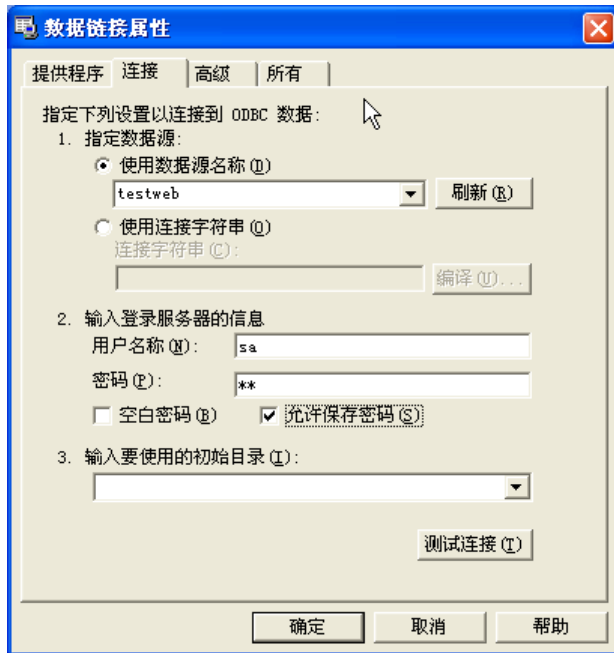 数据链接属性
提供程序 连接 高级 所有
指定下列设置以连接到 ODBC 数据:
1. 指定数据源:
使用数据源名称(D)
testweb 刷新(R)
使用连接字符串(O)
连接字符串(C):
编译(U)...
2. 输入登录服务器的信息
用户名称(N): sa
密码(P): **
空白密码(B) 允许保存密码(S)
3. 输入要使用的初始目录(I):
测试连接(T)
确定 取消 帮助